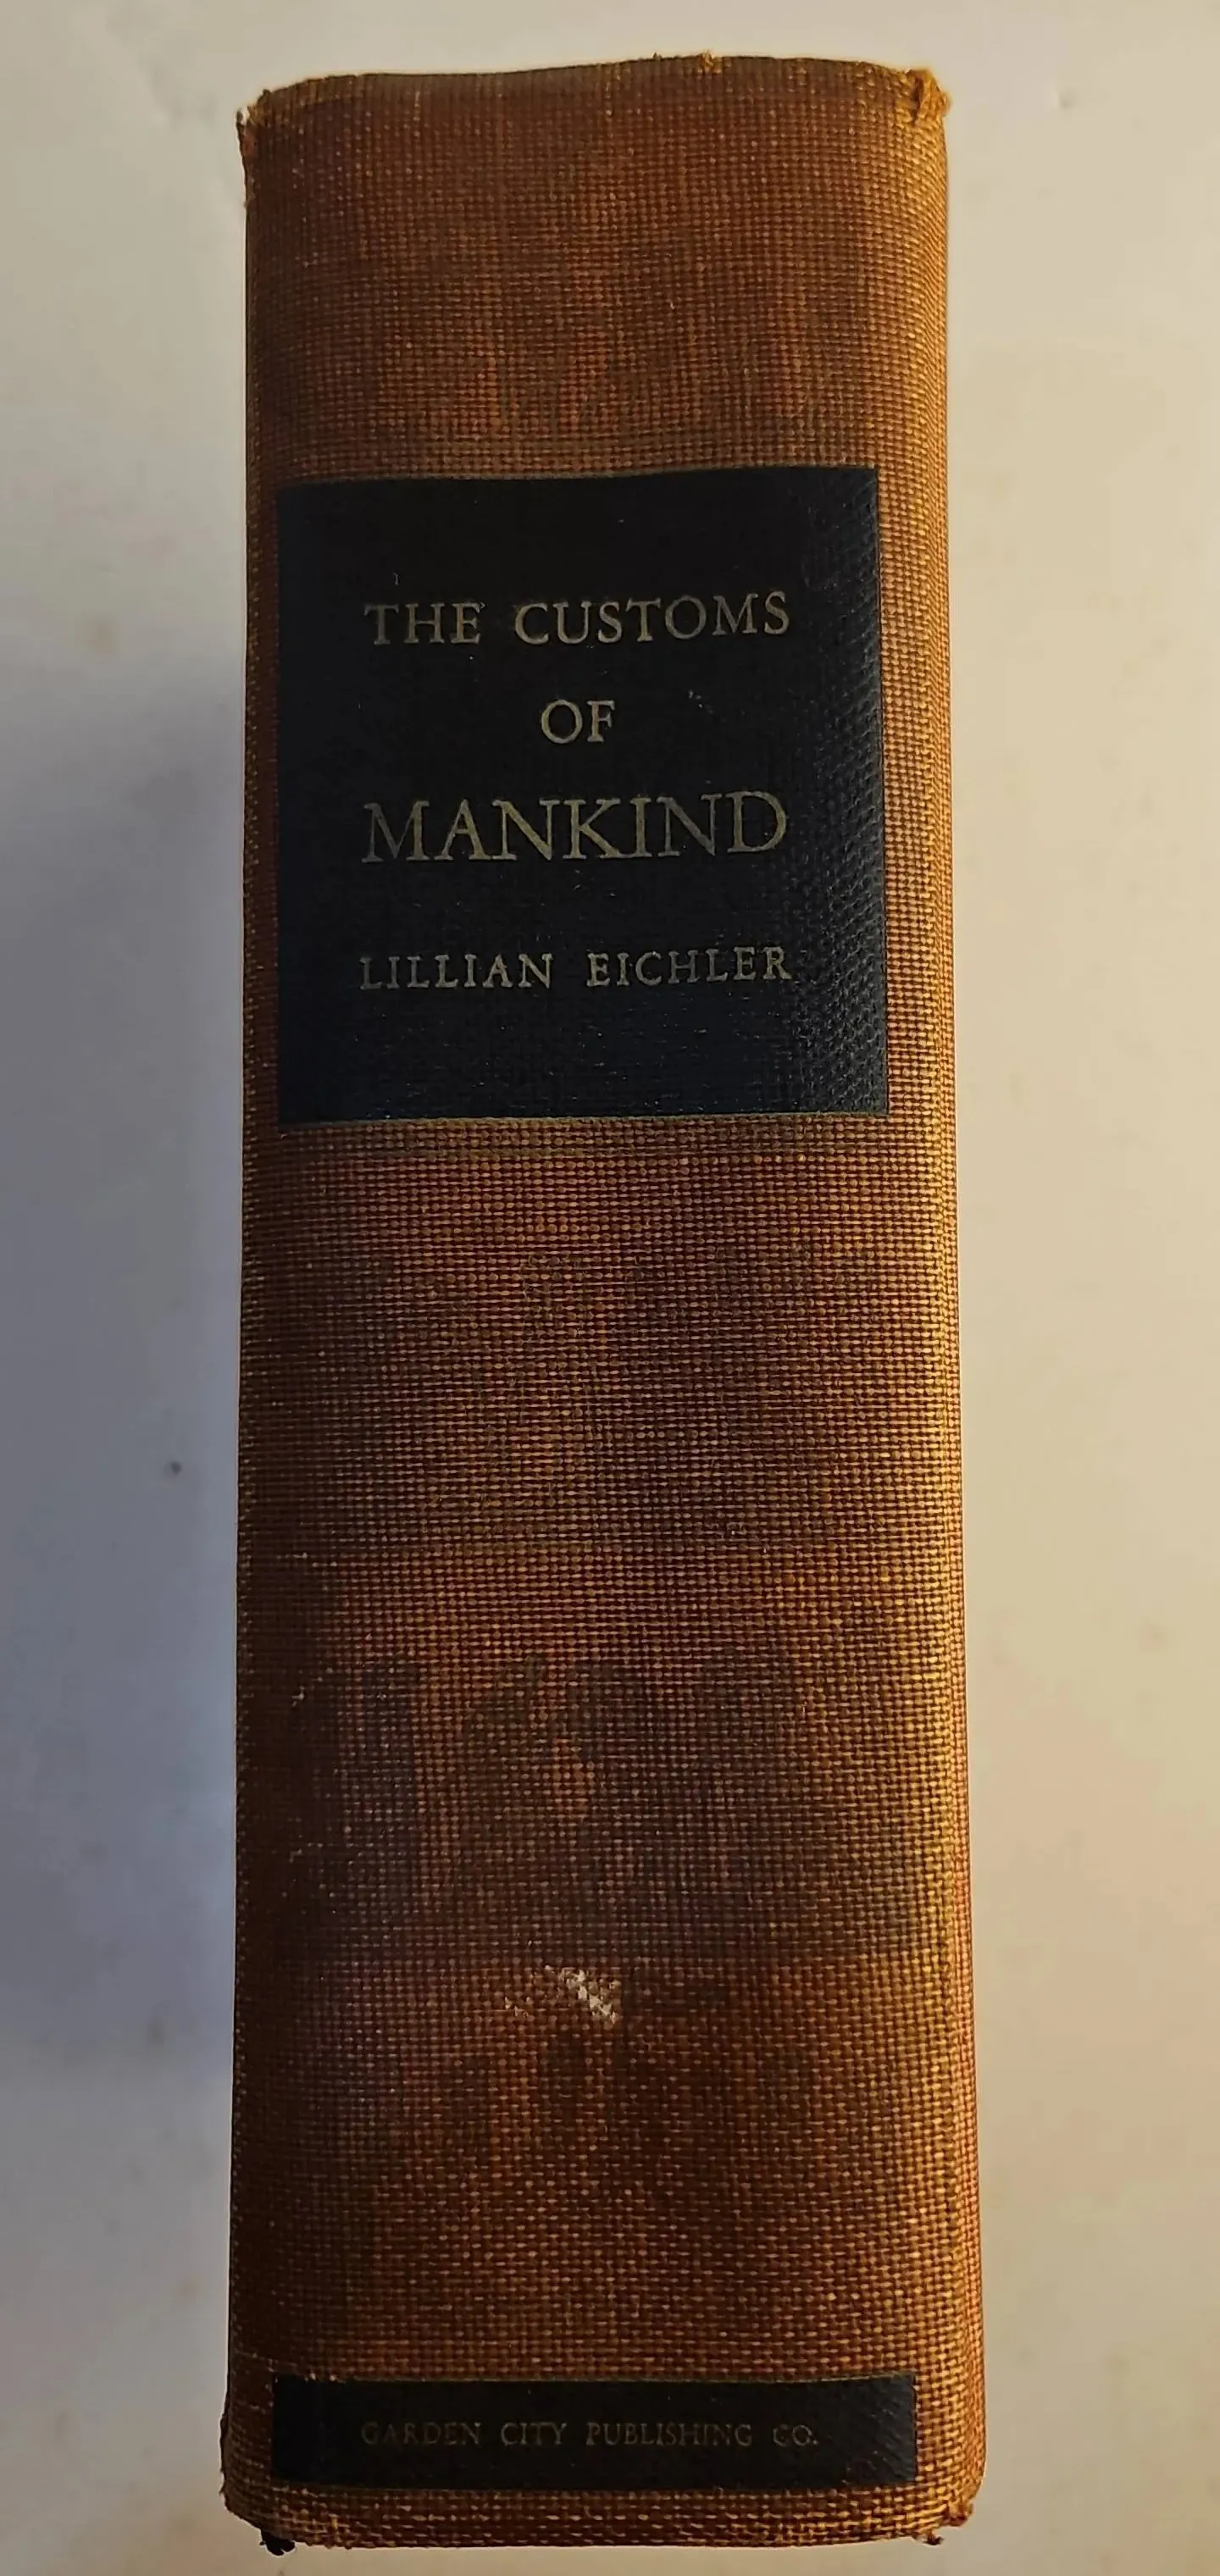 THE CUSTOMS
OF
MANKIND
LILLIAN EICHLER
GARDEN CITY PUBLISHING CO.